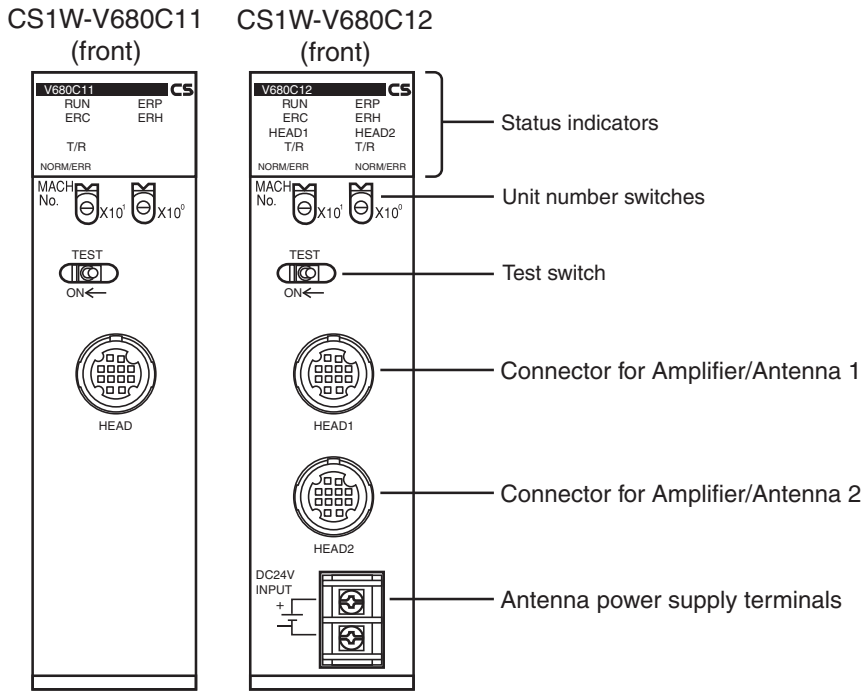 CS1W-V680C11
(front)
V680C11 CS
RUN ERP
ERC ERH
T/R
NORM/ERR
MACH
No. X10¹ X10⁰
TEST
ON←
HEAD
CS1W-V680C12
(front)
V680C12 CS
RUN ERP
ERC ERH
HEAD1 HEAD2
T/R T/R
NORM/ERR NORM/ERR
MACH
No. X10¹ X10⁰
TEST
ON←
HEAD1
HEAD2
DC24V
INPUT
+
−
Status indicators
Unit number switches
Test switch
Connector for Amplifier/Antenna 1
Connector for Amplifier/Antenna 2
Antenna power supply terminals